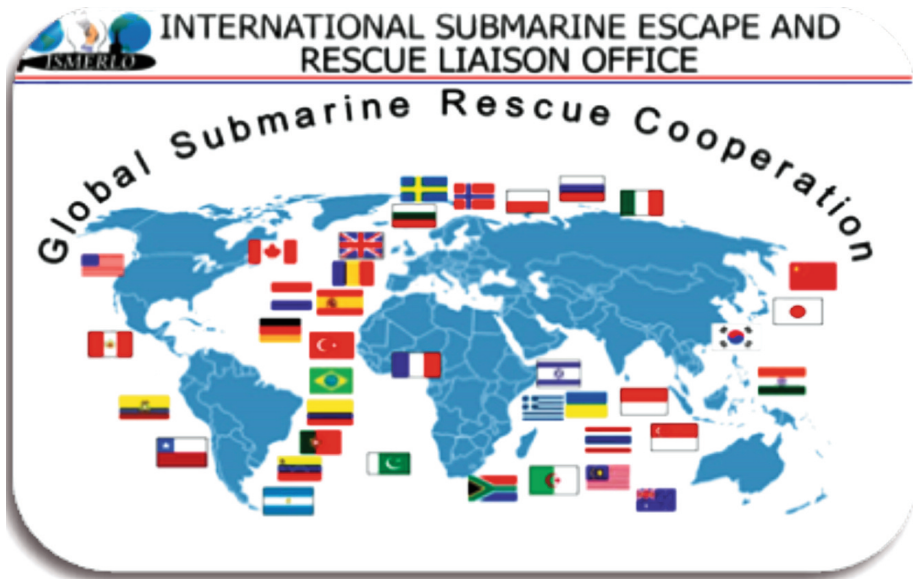 INTERNATIONAL SUBMARINE ESCAPE AND
RESCUE LIAISON OFFICE
ISMERLO
Global Submarine Rescue Cooperation